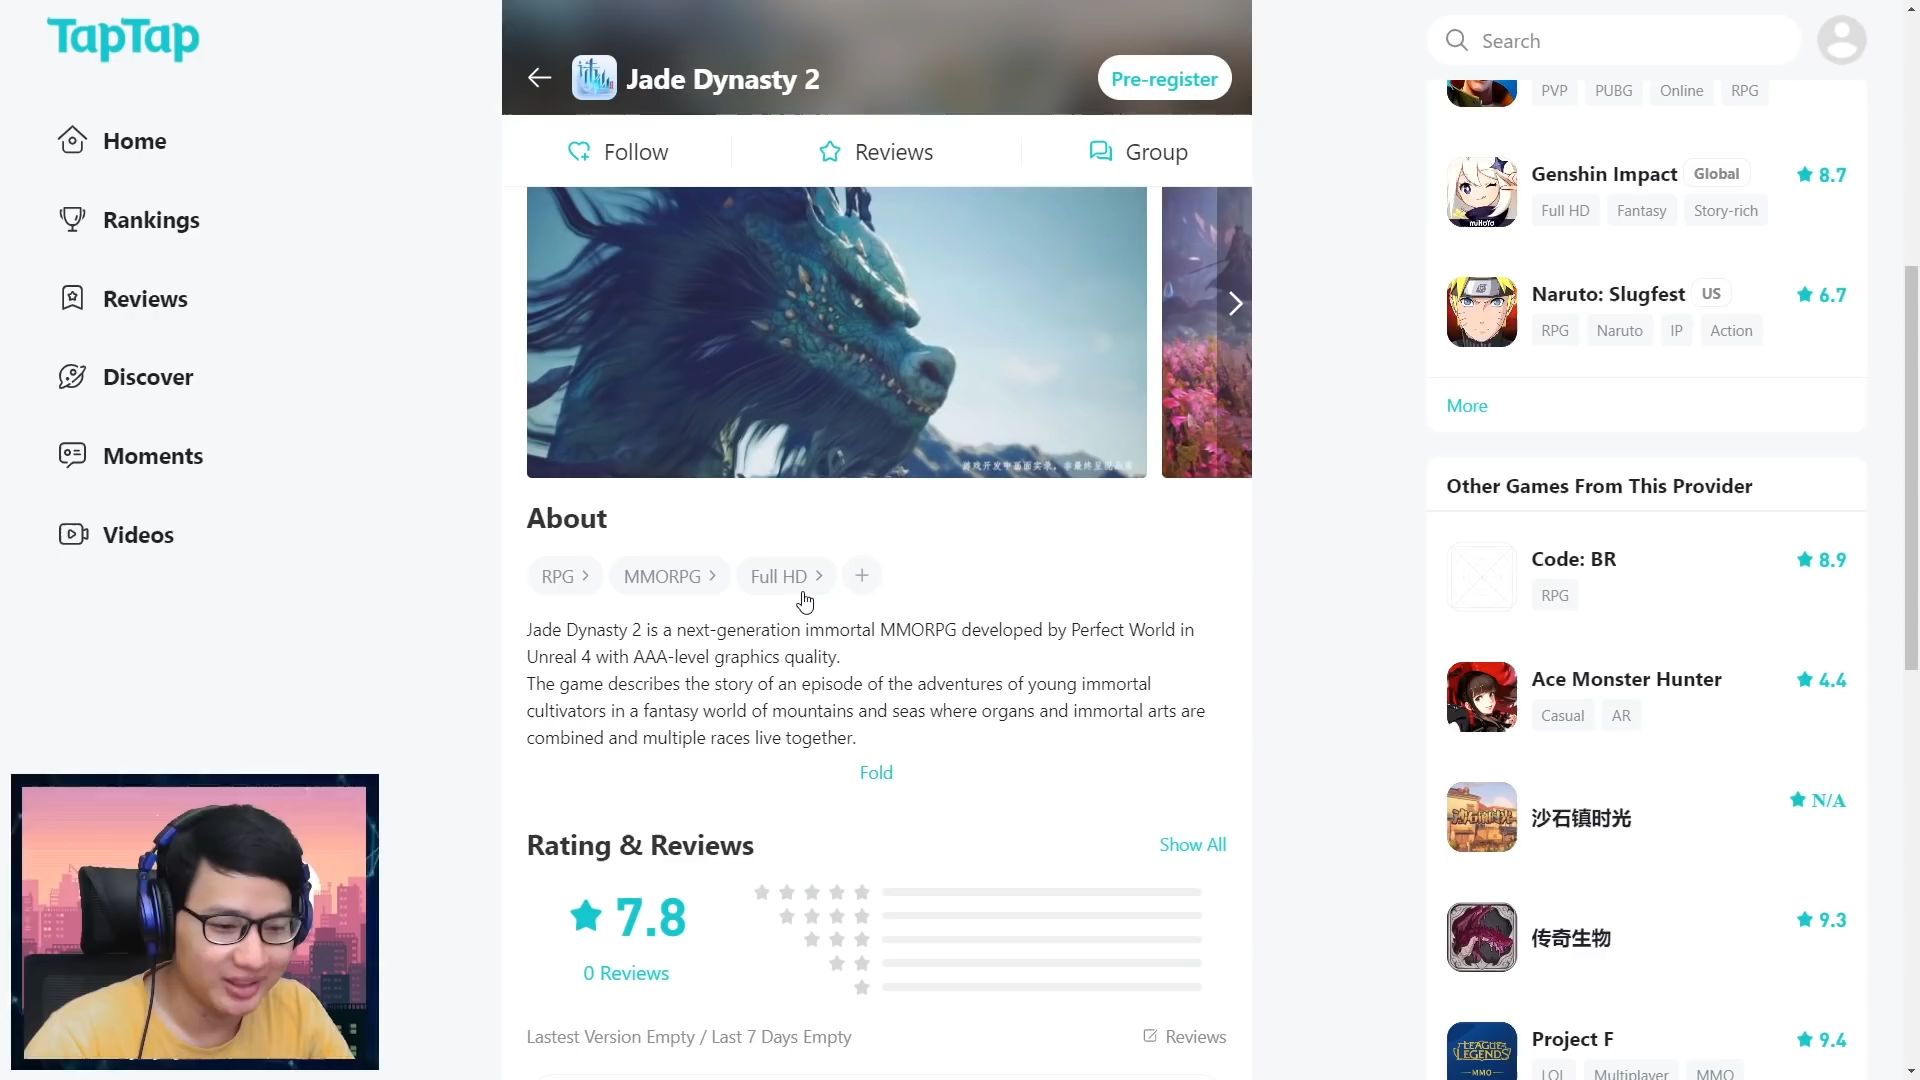 TapTap
Home
Rankings
Reviews
Discover
Moments
Videos
Jade Dynasty 2
Pre-register
Follow
Reviews
Group
About
RPG
MMORPG
Full HD
Jade Dynasty 2 is a next-generation immortal MMORPG developed by Perfect World in
Unreal 4 with AAA-level graphics quality.
The game describes the story of an episode of the adventures of young immortal
cultivators in a fantasy world of mountains and seas where organs and immortal arts are
combined and multiple races live together.
Fold
Rating & Reviews
Show All
7.8
0 Reviews
Lastest Version Empty / Last 7 Days Empty
Reviews
Search
PVP PUBG Online RPG
Genshin Impact Global 8.7
Full HD Fantasy Story-rich
miHoYo
Naruto: Slugfest US 6.7
RPG Naruto IP Action
More
Other Games From This Provider
Code: BR 8.9
RPG
Ace Monster Hunter 4.4
Casual AR
N/A
沙石镇时光
9.3
传奇生物
Project F 9.4
LEAGUE
LEGENDS
MMO
LOL Multiplayer MMO